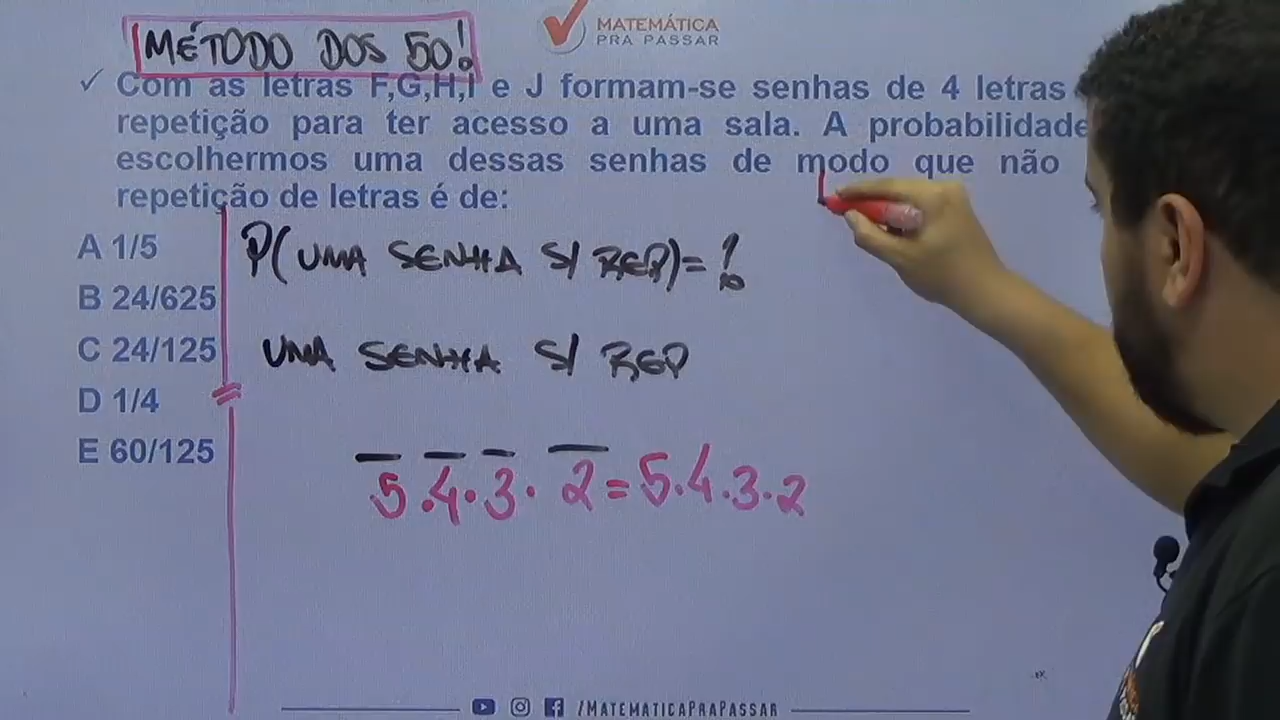 MÉTODO DOS 50!
MATEMÁTICA
PRA PASSAR
✓ Com as letras F,G,H,I e J formam-se senhas de 4 letras
repetição para ter acesso a uma sala. A probabilidade
escolhermos uma dessas senhas de modo que não
repetição de letras é de:
A 1/5
B 24/625
C 24/125
D 1/4
E 60/125
P(UMA SENHA S/ REP)= ?
UMA SENHA S/ REP
5.4.3.2=5.4.3.2
/MATEMATICAPRAPASSAR